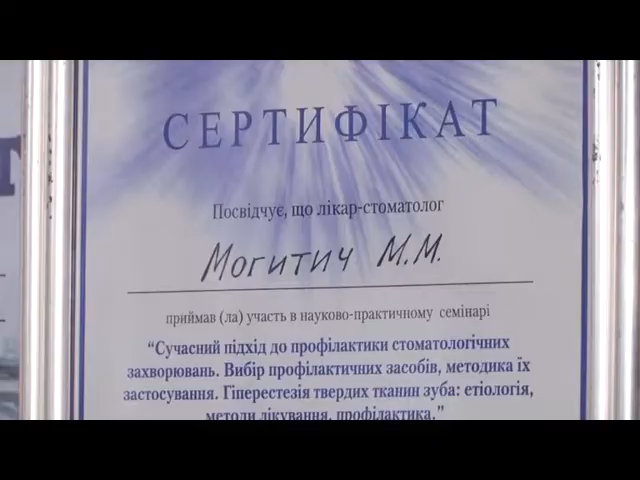 СЕРТИФІКАТ
Посвідчує, що лікар-стоматолог
Могитич М.М.
приймав (ла) участь в науково-практичному семінарі
“Сучасний підхід до профілактики стоматологічних
захворювань. Вибір профілактичних засобів, методика їх
застосування. Гіперестезія твердих тканин зуба: етіологія,
методи лікування, профілактика.”